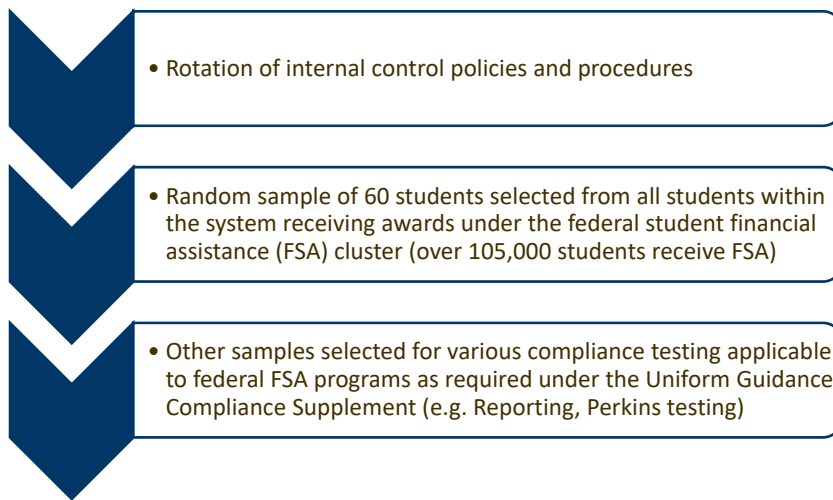 • Rotation of internal control policies and procedures
• Random sample of 60 students selected from all students within
the system receiving awards under the federal student financial
assistance (FSA) cluster (over 105,000 students receive FSA)
• Other samples selected for various compliance testing applicable
to federal FSA programs as required under the Uniform Guidance
Compliance Supplement (e.g. Reporting, Perkins testing)